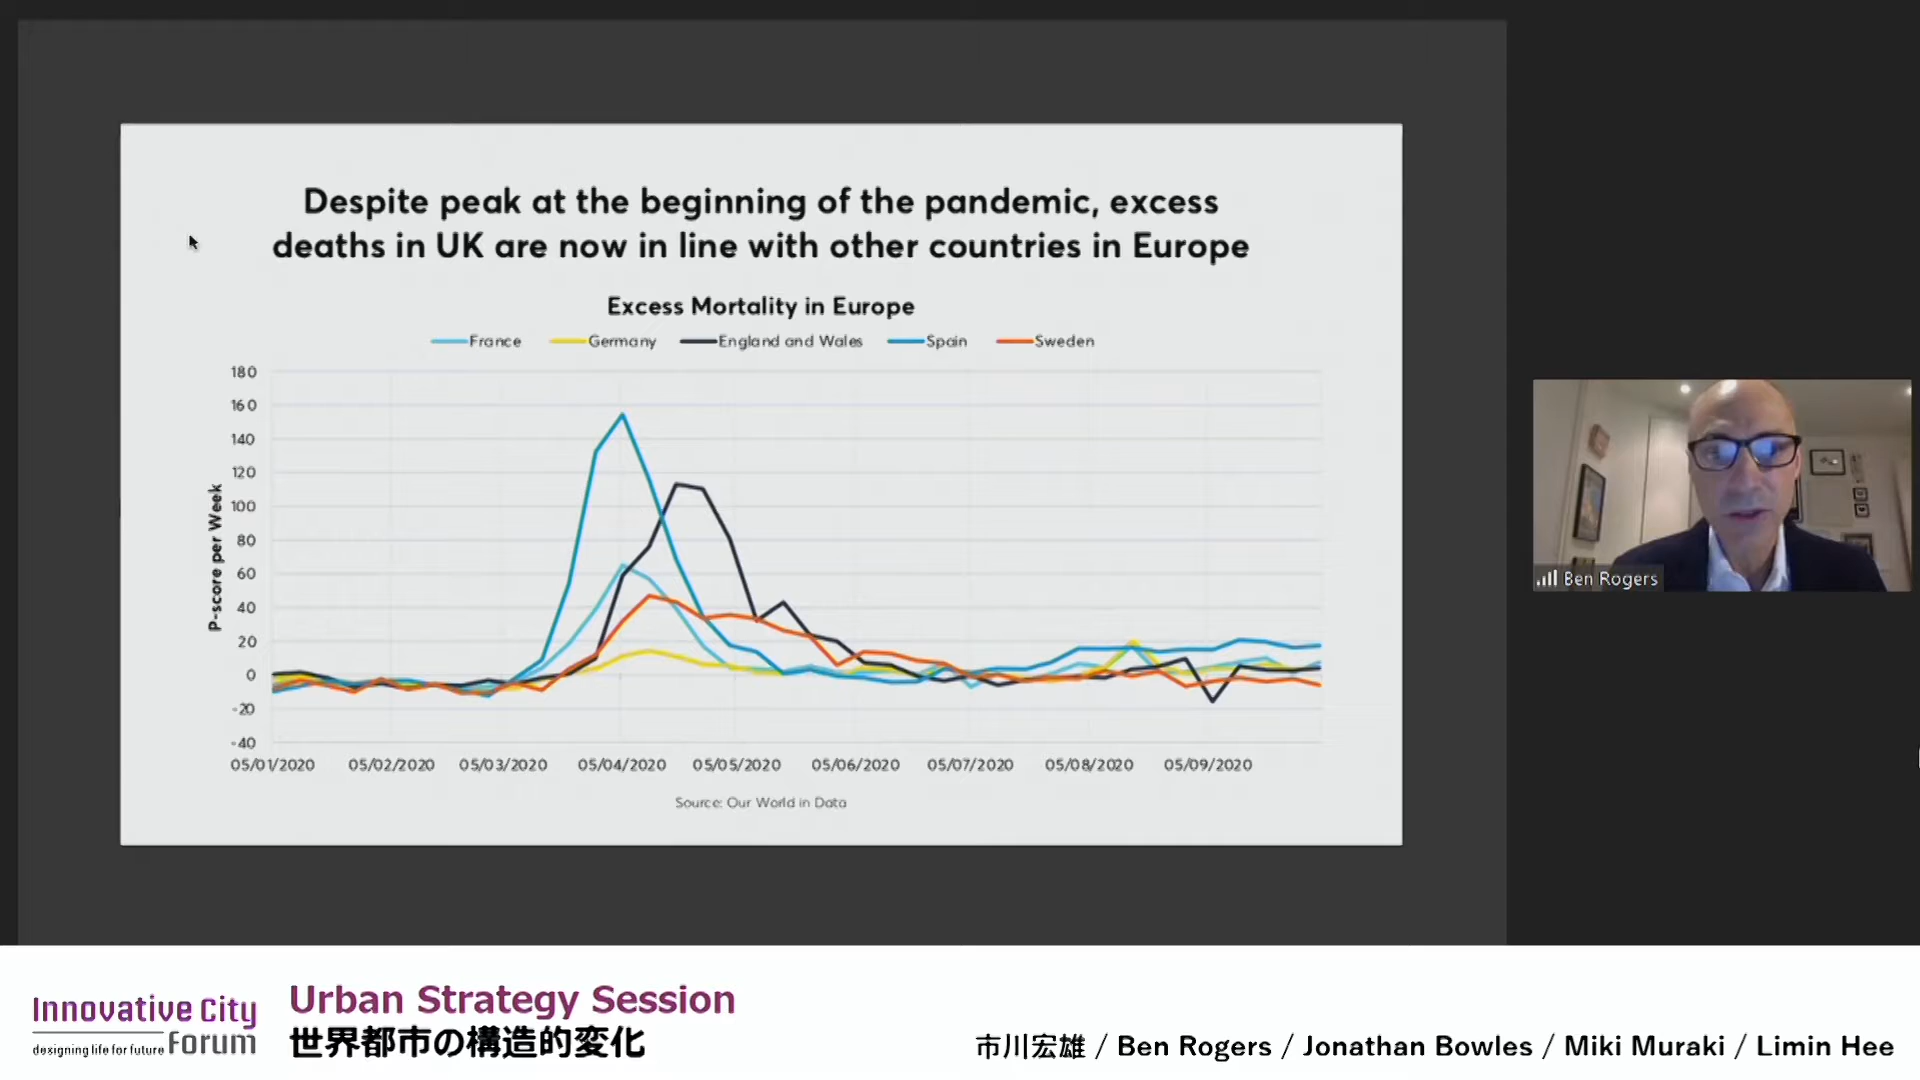 Despite peak at the beginning of the pandemic, excess
deaths in UK are now in line with other countries in Europe
Excess Mortality in Europe
France Germany England and Wales Spain Sweden
P-score per Week
180
160
140
120
100
80
60
40
20
0
-20
-40
05/01/2020 05/02/2020 05/03/2020 05/04/2020 05/05/2020 05/06/2020 05/07/2020 05/08/2020 05/09/2020
Source: Our World in Data
Ben Rogers
Innovative City
Forum
designing life for future
Urban Strategy Session
世界都市の構造的変化
市川宏雄 / Ben Rogers / Jonathan Bowles / Miki Muraki / Limin Hee